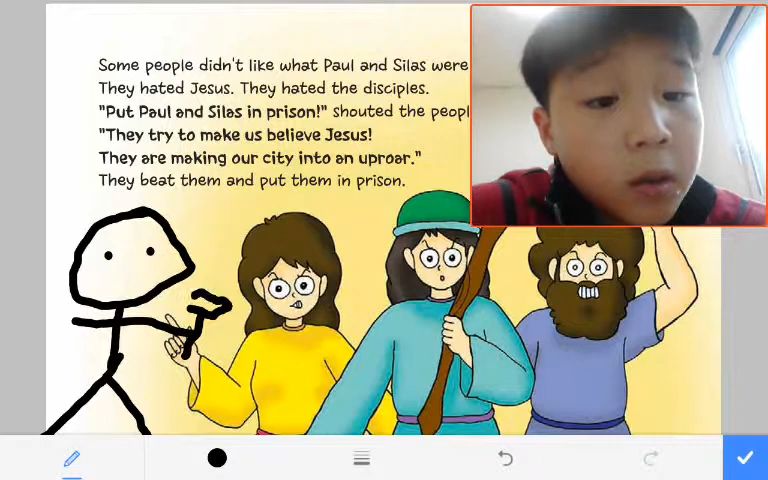 Some people didn't like what Paul and Silas were
They hated Jesus. They hated the disciples.
"Put Paul and Silas in prison!" shouted the
"They try to make us believe Jesus!
They are making our city into an uproar."
They beat them and put them in prison.